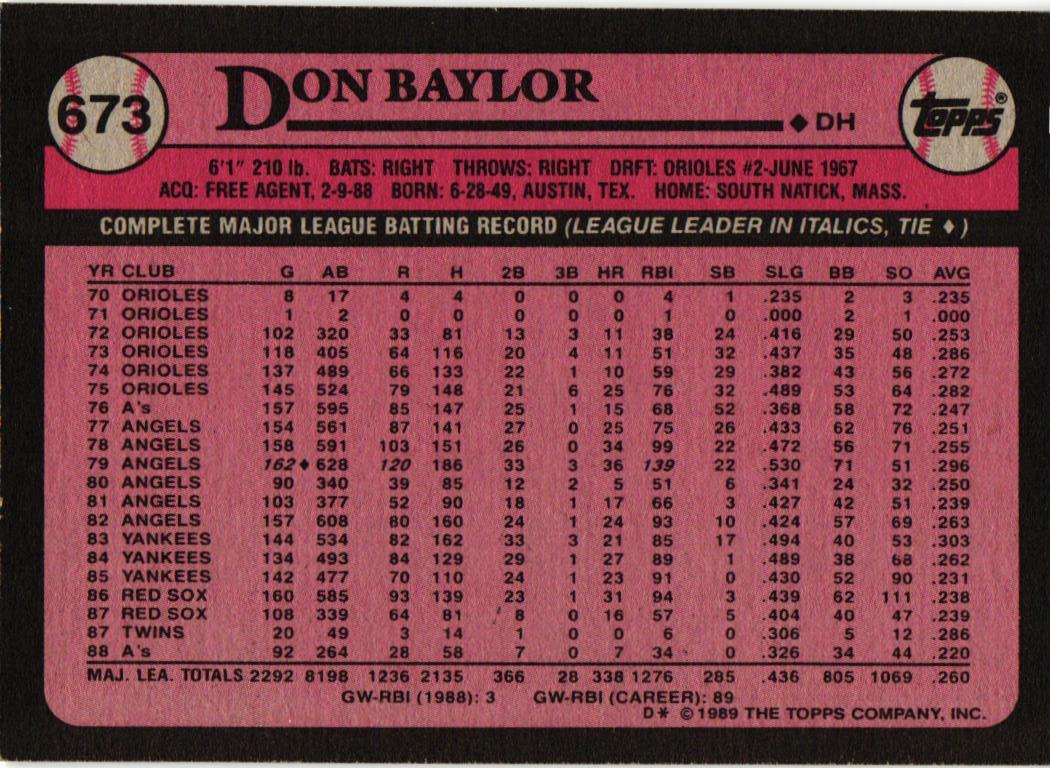 673
DON BAYLOR
DH
topps®
6'1" 210 lb. BATS: RIGHT THROWS: RIGHT DRFT: ORIOLES #2-JUNE 1967
ACQ: FREE AGENT, 2-9-88 BORN: 6-28-49, AUSTIN, TEX. HOME: SOUTH NATICK, MASS.
COMPLETE MAJOR LEAGUE BATTING RECORD (LEAGUE LEADER IN ITALICS, TIE ♦)
YR CLUB G AB R H 2B 3B HR RBI SB SLG BB SO AVG
70 ORIOLES 8 17 4 4 0 0 0 4 1 .235 2 3 .235
71 ORIOLES 1 2 0 0 0 0 0 1 0 .000 2 1 .000
72 ORIOLES 102 320 33 81 13 3 11 38 24 .416 29 50 .253
73 ORIOLES 118 405 64 116 20 4 11 51 32 .437 35 48 .286
74 ORIOLES 137 489 66 133 22 1 10 59 29 .382 43 56 .272
75 ORIOLES 145 524 79 148 21 6 25 76 32 .489 53 64 .282
76 A's 157 595 85 147 25 1 15 68 52 .368 58 72 .247
77 ANGELS 154 561 87 141 27 0 25 75 26 .433 62 76 .251
78 ANGELS 158 591 103 151 26 0 34 99 22 .472 56 71 .255
79 ANGELS 162♦ 628 120 186 33 3 36 139 22 .530 71 51 .296
80 ANGELS 90 340 39 85 12 2 5 51 6 .341 24 32 .250
81 ANGELS 103 377 52 90 18 1 17 66 3 .427 42 51 .239
82 ANGELS 157 608 80 160 24 1 24 93 10 .424 57 69 .263
83 YANKEES 144 534 82 162 33 3 21 85 17 .494 40 53 .303
84 YANKEES 134 493 84 129 29 1 27 89 1 .489 38 68 .262
85 YANKEES 142 477 70 110 24 1 23 91 0 .430 52 90 .231
86 RED SOX 160 585 93 139 23 1 31 94 3 .439 62 111 .238
87 RED SOX 108 339 64 81 8 0 16 57 5 .404 40 47 .239
87 TWINS 20 49 3 14 1 0 0 6 0 .306 5 12 .286
88 A's 92 264 28 58 7 0 7 34 0 .326 34 44 .220
MAJ. LEA. TOTALS 2292 8198 1236 2135 366 28 338 1276 285 .436 805 1069 .260
GW-RBI (1988): 3 GW-RBI (CAREER): 89
D* ©1989 THE TOPPS COMPANY, INC.